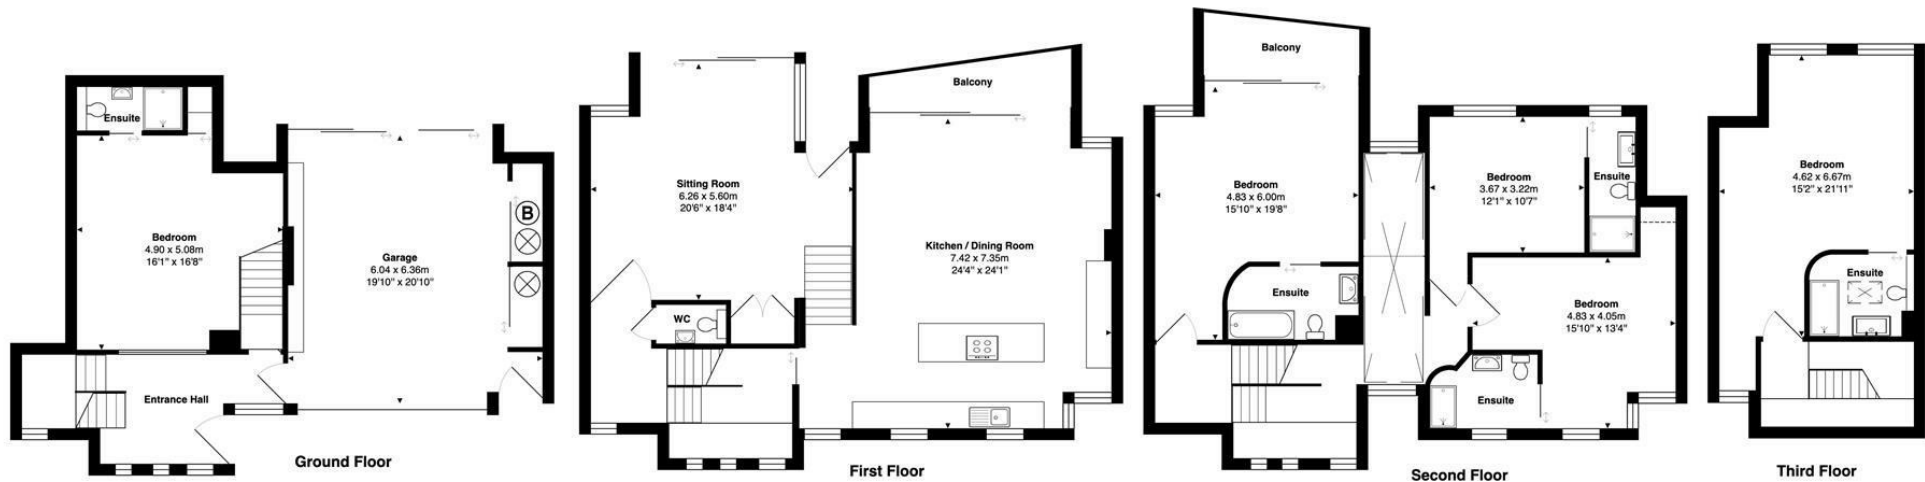 Ensuite
Bedroom
4.90 x 5.08m
16'1" x 16'8"
B
Garage
6.04 x 6.36m
19'10" x 20'10"
Entrance Hall
Ground Floor
Sitting Room
6.26 x 5.60m
20'6" x 18'4"
WC
Balcony
Kitchen / Dining Room
7.42 x 7.35m
24'4" x 24'1"
First Floor
Balcony
Bedroom
4.83 x 6.00m
15'10" x 19'8"
Ensuite
Bedroom
3.67 x 3.22m
12'1" x 10'7"
Ensuite
Bedroom
4.83 x 4.05m
15'10" x 13'4"
Ensuite
Second Floor
Bedroom
4.62 x 6.67m
15'2" x 21'11"
Ensuite
Third Floor